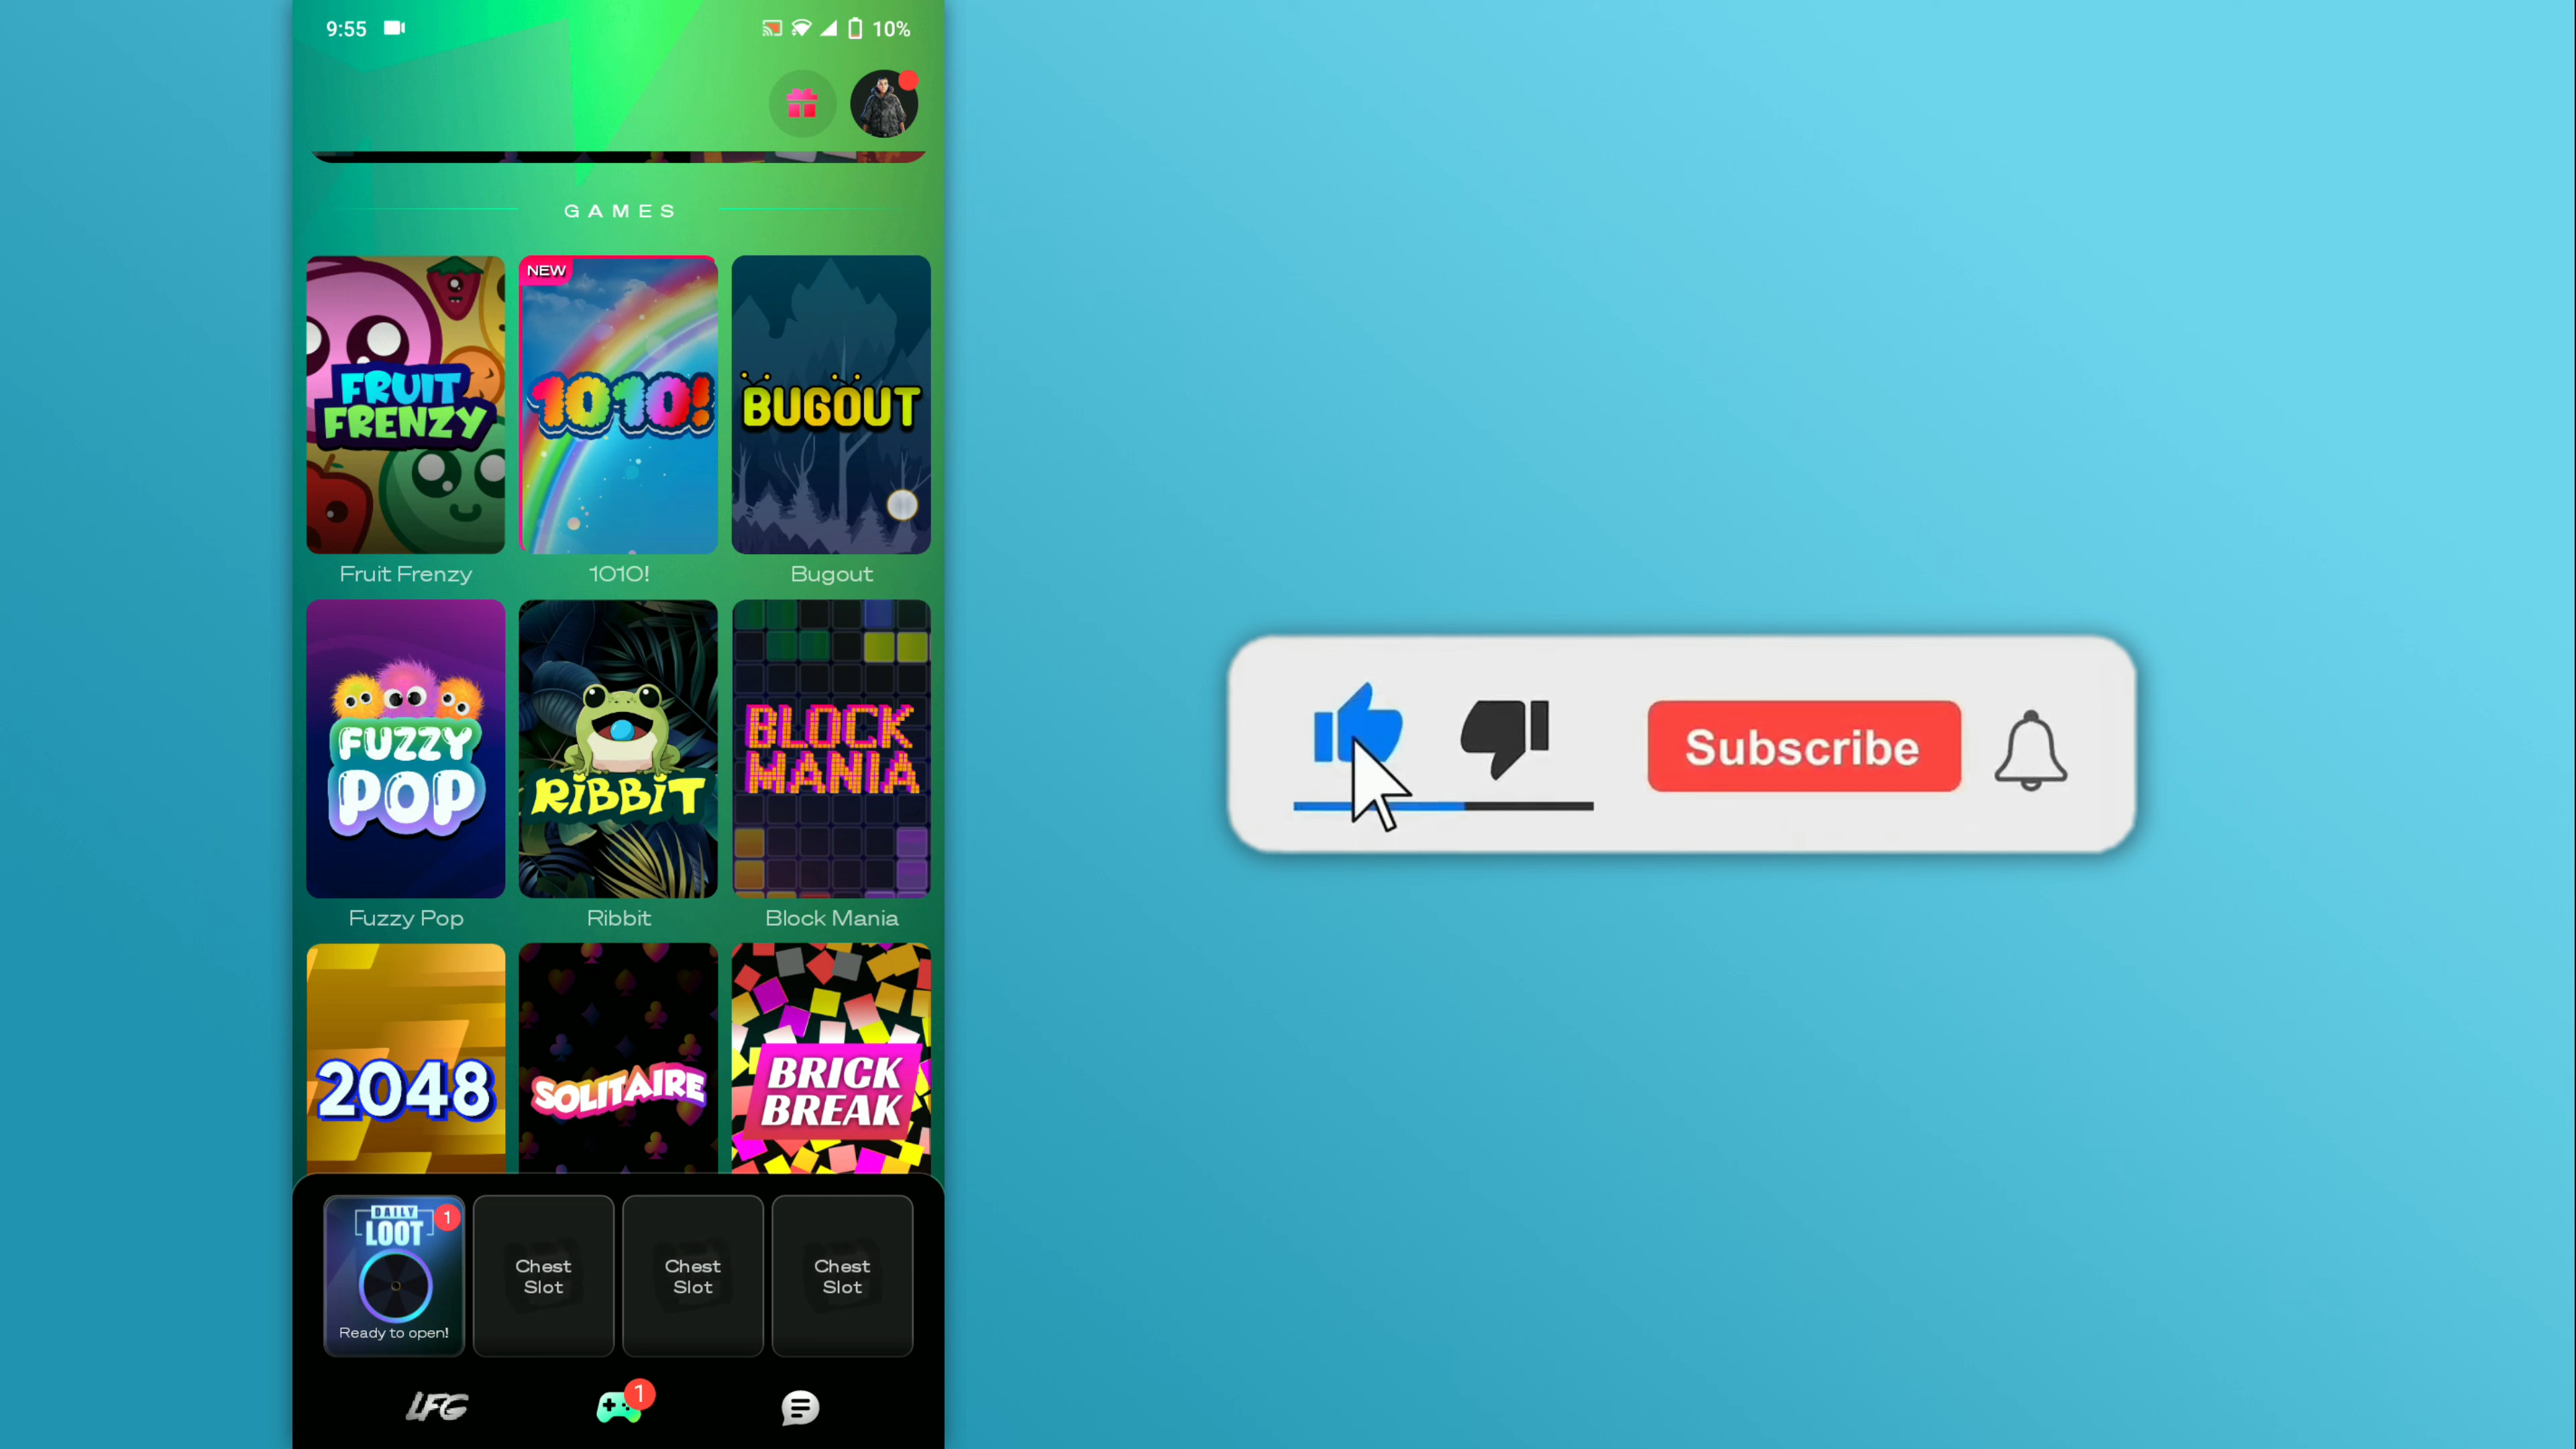 9:55
10%
GAMES
FRUIT
FRENZY
NEW
1010!
BUGOUT
Fruit Frenzy
1010!
Bugout
FUZZY
POP
RIBBIT
BLOCK
MANIA
Fuzzy Pop
Ribbit
Block Mania
2048
SOLITAIRE
BRICK
BREAK
DAILY
LOOT
1
Ready to open!
Chest
Slot
Chest
Slot
Chest
Slot
LFG
1
Subscribe